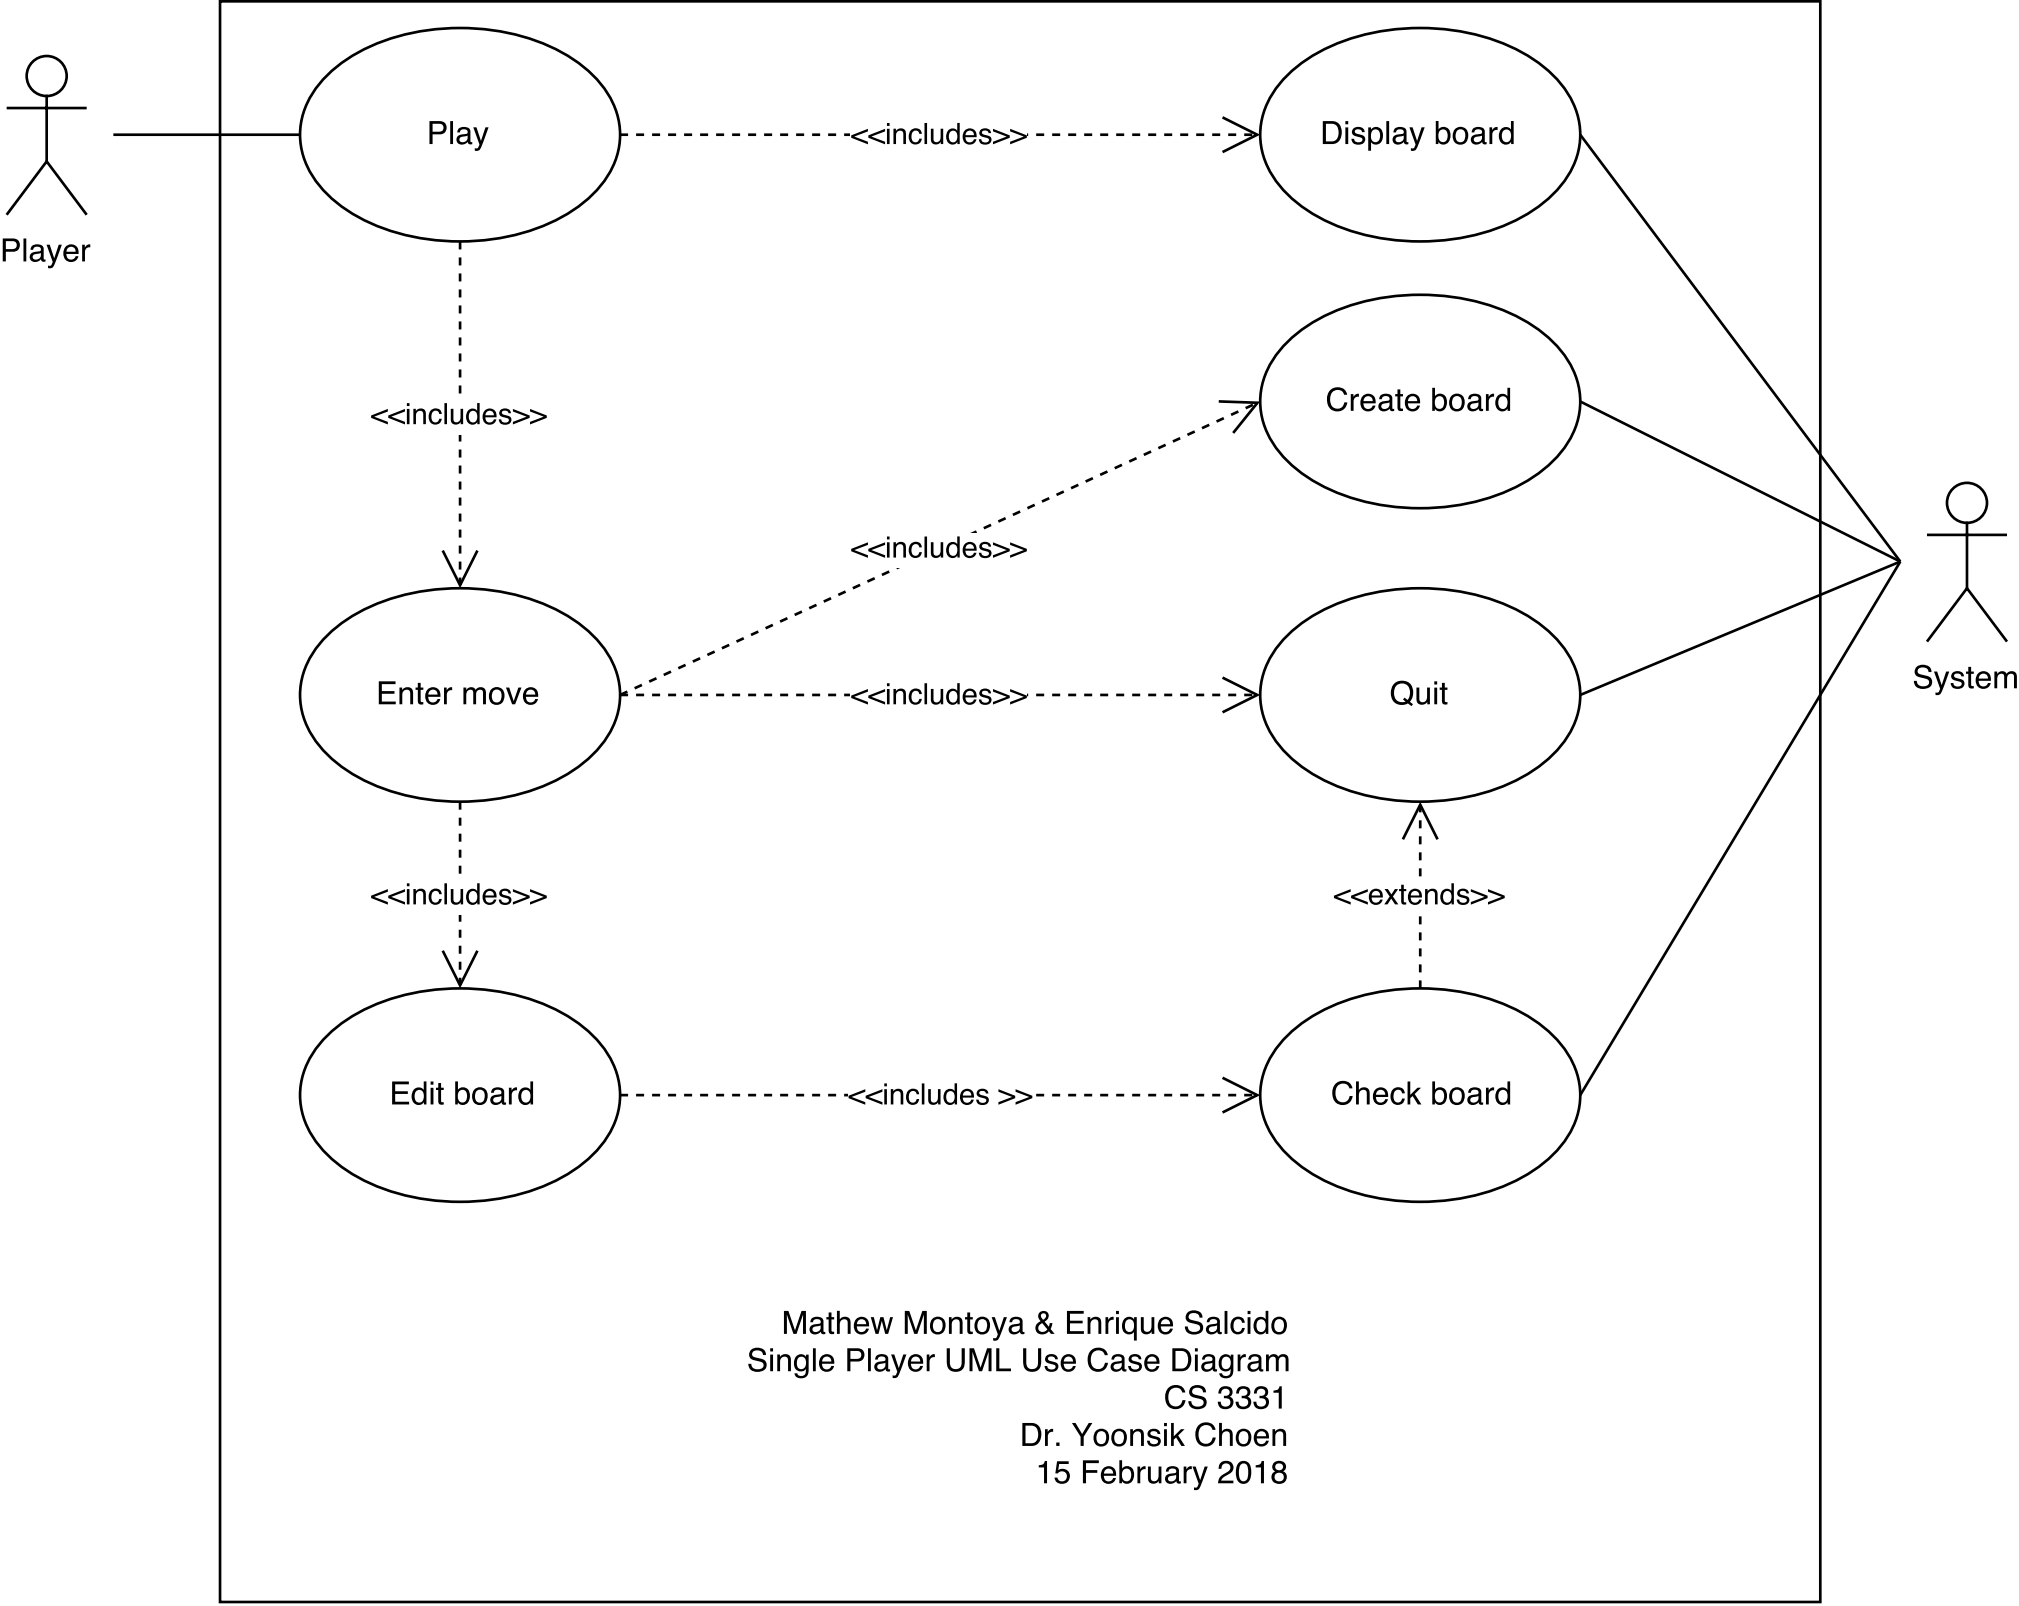 Play
<<includes>>
Display board
Player
Create board
<<includes>>
<<includes>>
System
Enter move
<<includes>>
Quit
<<includes>>
<<extends>>
Edit board
<<includes >>
Check board
Mathew Montoya & Enrique Salcido
Single Player UML Use Case Diagram
CS 3331
Dr. Yoonsik Choen
15 February 2018